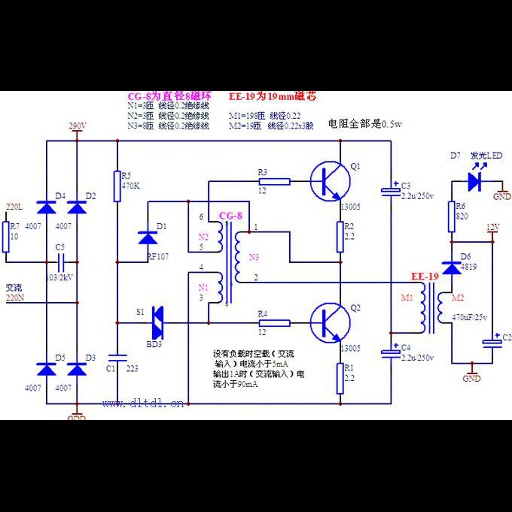 CG-8为直径8磁环 EE-19为19mm磁芯
N1=3匝 线径0.2绝缘线
N2=3匝 线径0.2绝缘线 M1=198匝 线径0.22
N3=8匝 线径0.2绝缘线 M2=19匝 线径0.22x3股
电阻全部是0.5w
290V
D7 发光LED
GND
R5
470K
R3
12
Q1
13005
C3
2.2u/250v
D4
4007
D2
4007
220L
R7
10
D1
RF107
6
CG-8
1
N2
5
4
N1
3
N3
2
R2
2.2
R6
820
12V
D6
4819
C5
103/2kV
交流
220N
EE-19
M1
M2
470uF/25v
C2
GND
S1
BD3
R4
12
Q2
13005
D5
4007
D3
4007
C1
223
没有负载时空载（交流
输入）电流小于5mA
输出1A时（交流输入）电
流小于90mA
R1
2.2
C4
2.2u/250v
www.dltdl.cn
GND